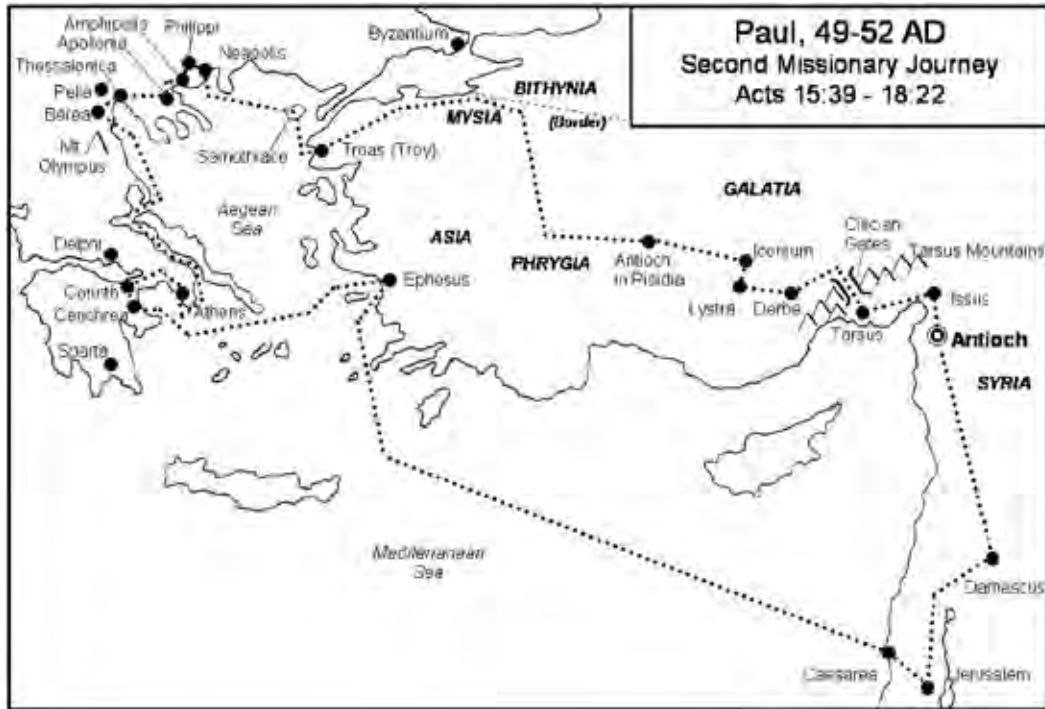 Paul, 49-52 AD
Second Missionary Journey
Acts 15:39 - 18:22
Amphipolis
Philippi
Apollonia
Neapolis
Byzantium
Thessalonica
Pella
Berea
BITHYNIA
MYSIA
(Border)
Mt.
Olympus
Samothrace
Troas (Troy)
GALATIA
Aegean
Sea
ASIA
Cilician
Gates
Delphi
PHRYGIA
Antioch
in Pisidia
Iconium
Tarsus Mountains
Ephesus
Corinth
Cenchrea
Athens
Lystra
Derbe
Issus
Tarsus
Antioch
Sparta
SYRIA
Mediterranean
Sea
Damascus
Caesarea
Jerusalem